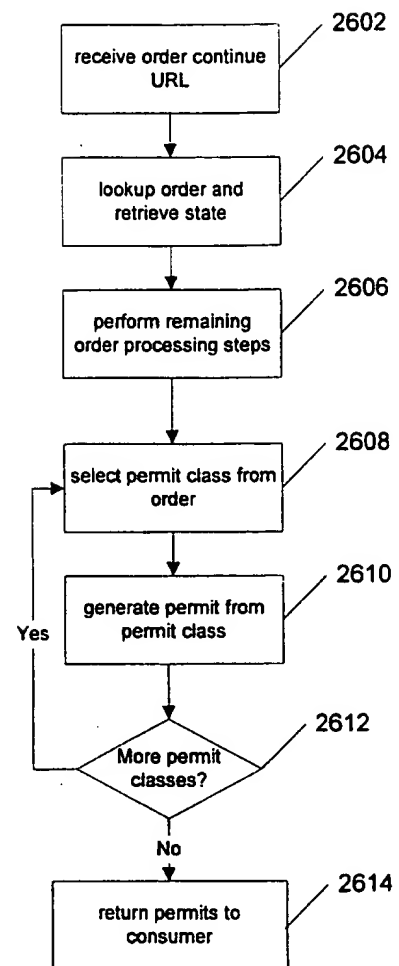 2602
receive order continue
URL
2604
lookup order and
retrieve state
2606
perform remaining
order processing steps
2608
select permit class from
order
2610
generate permit from
permit class
Yes
2612
More permit
classes?
No
2614
return permits to
consumer